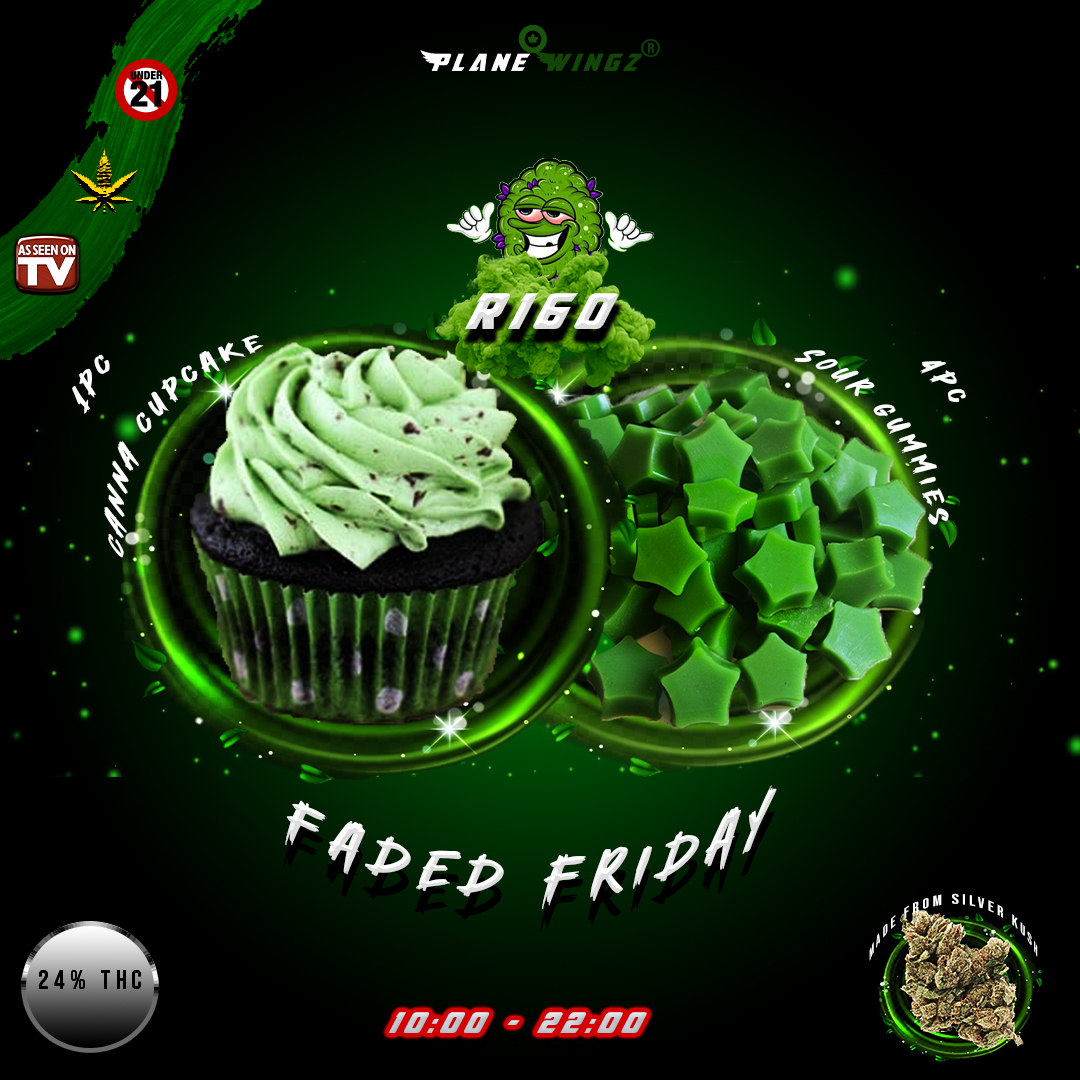 PLANE WINGZ ®
UNDER
21
AS SEEN ON
TV
R160
1PC
CANNA CUPCAKE
4PC
SOUR GUMMIES
FADED FRIDAY
24% THC
MADE FROM SILVER KUSH
10:00 - 22:00